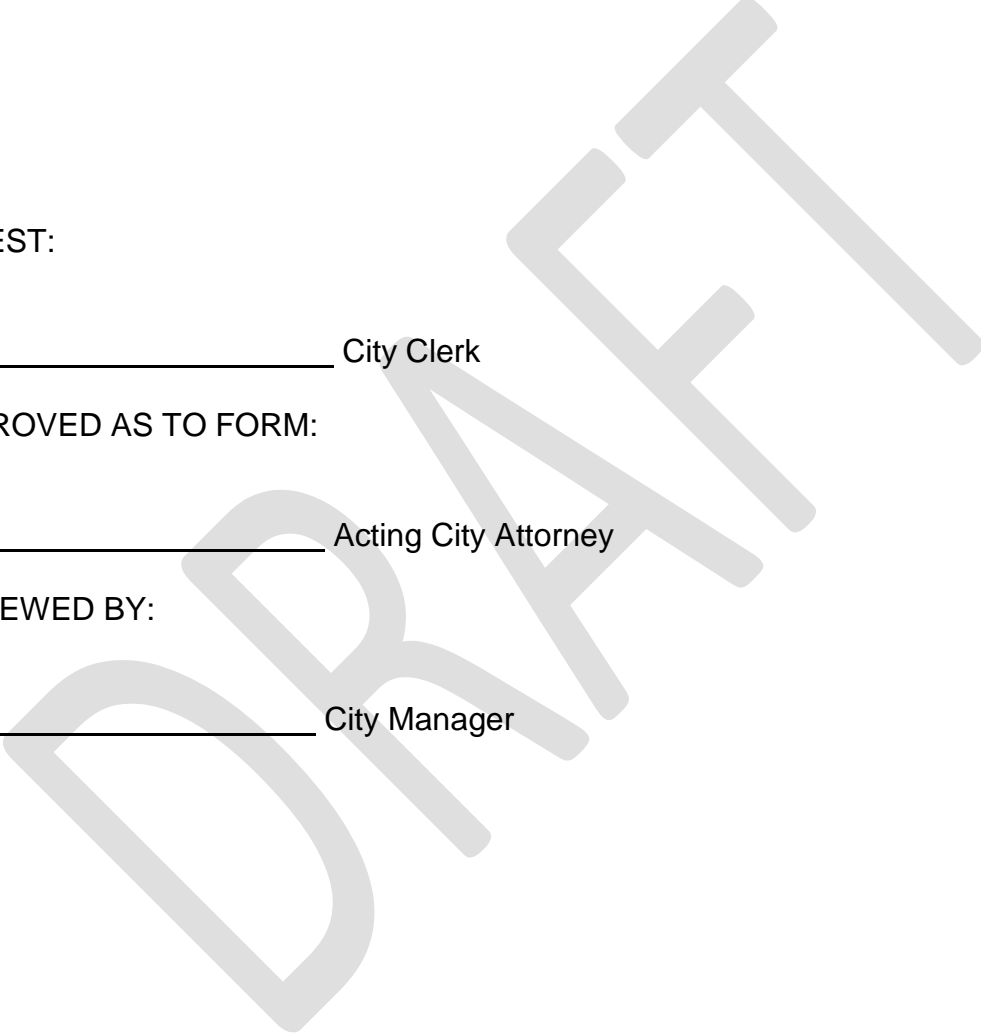 EST:
City Clerk
ROVED AS TO FORM:
Acting City Attorney
EWED BY:
City Manager
DRAFT